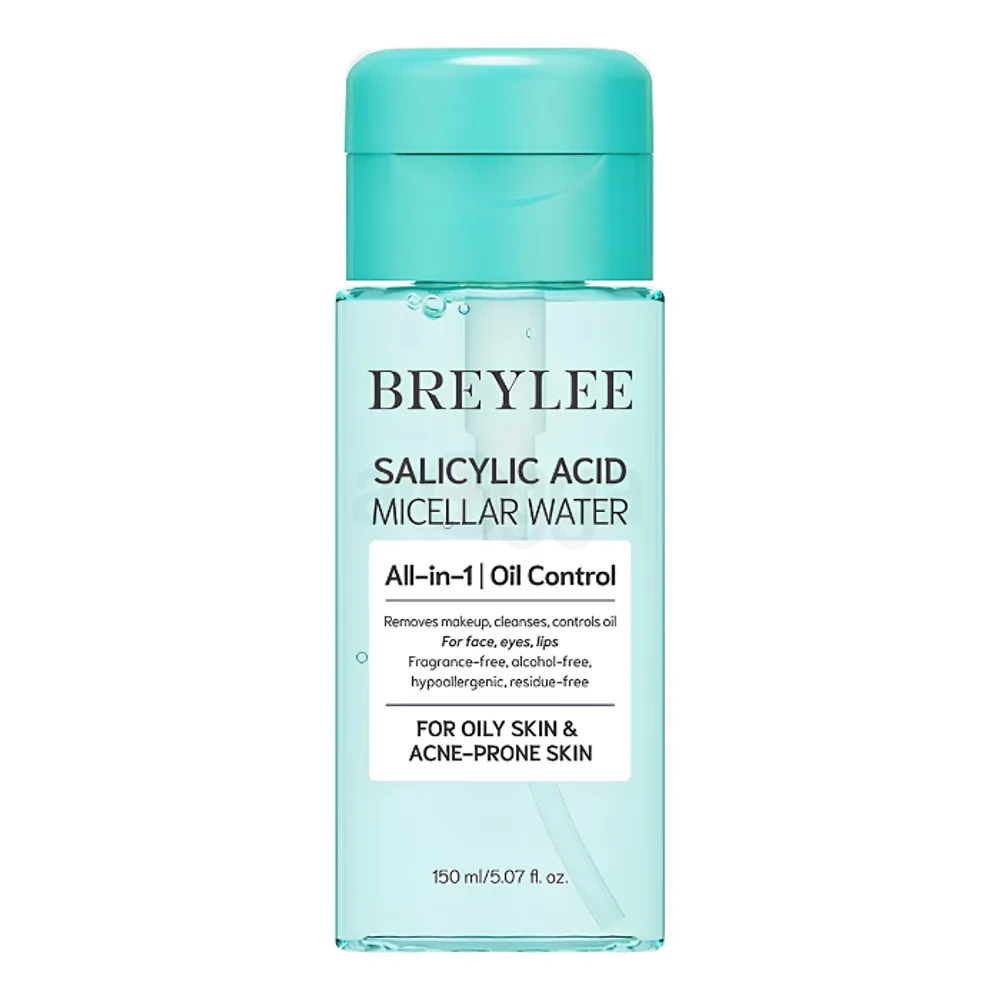 BREYLEE
SALICYLIC ACID
MICELLAR WATER
All-in-1 | Oil Control
Removes makeup, cleanses, controls oil
For face, eyes, lips
Fragrance-free, alcohol-free,
hypoallergenic, residue-free
FOR OILY SKIN &
ACNE-PRONE SKIN
150 ml/5.07 fl. oz.